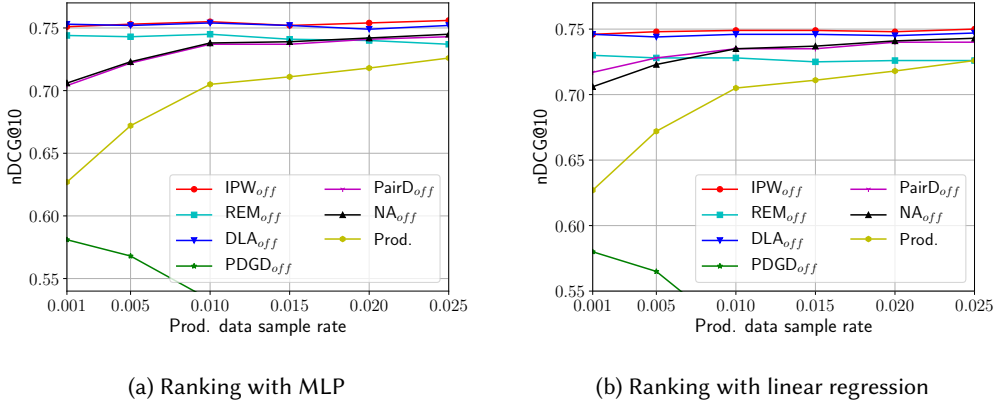 0.75
0.70
0.65
0.60
0.55
nDCG@10
IPW_off
REM_off
DLA_off
PDGD_off
PairD_off
NA_off
Prod.
0.001 0.005 0.010 0.015 0.020 0.025
Prod. data sample rate
(a) Ranking with MLP
0.75
0.70
0.65
0.60
0.55
nDCG@10
IPW_off
REM_off
DLA_off
PDGD_off
PairD_off
NA_off
Prod.
0.001 0.005 0.010 0.015 0.020 0.025
Prod. data sample rate
(b) Ranking with linear regression